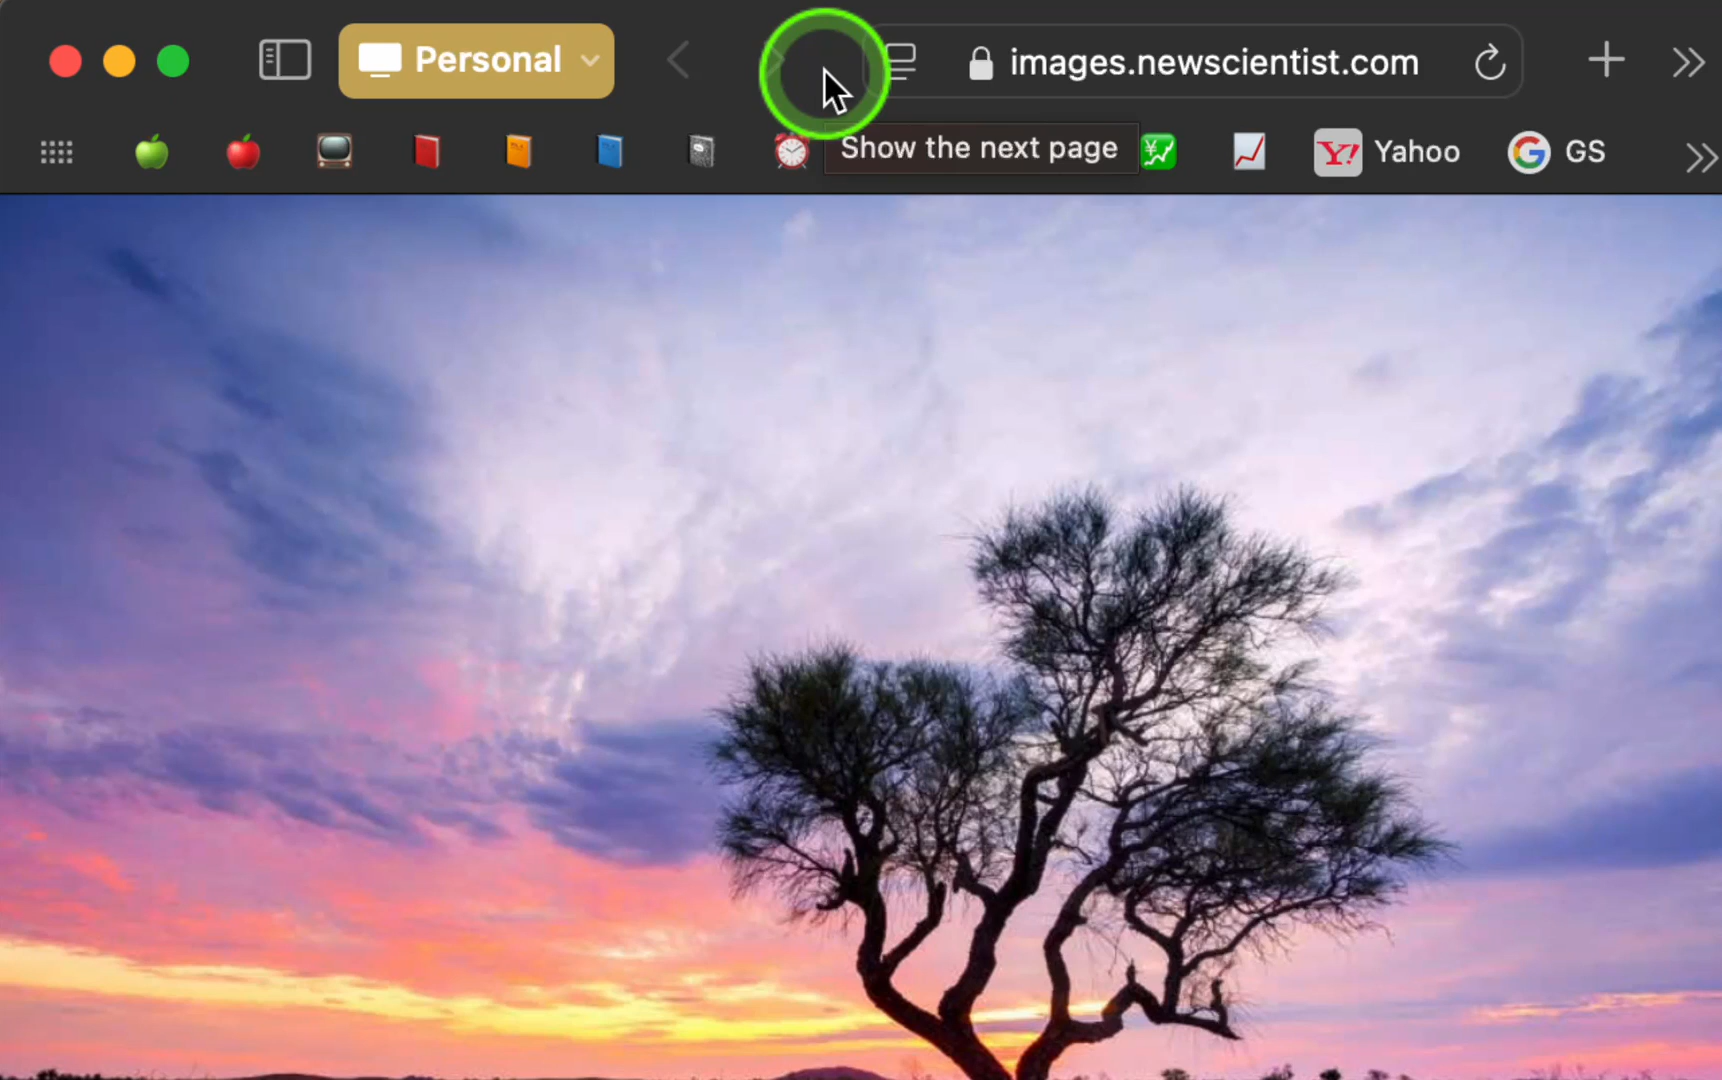 Personal
images.newscientist.com
Show the next page
Yahoo
GS